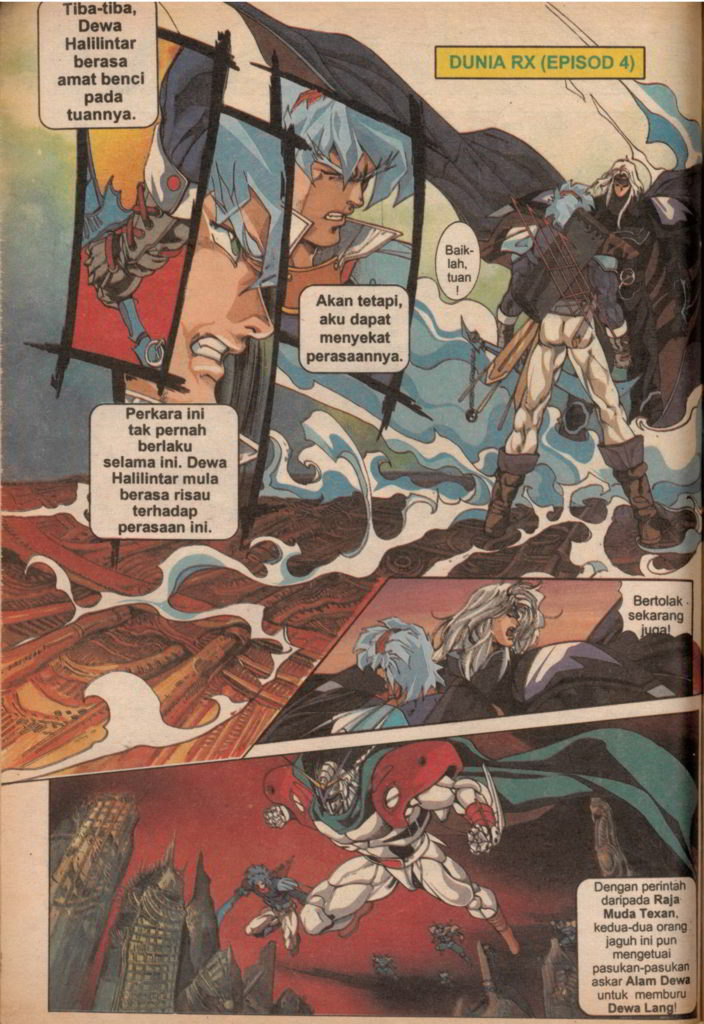 Tiba-tiba,
Dewa
Halilintar
berasa
amat benci
pada
tuannya.
DUNIA RX (EPISOD 4)
Akan tetapi,
aku dapat
menyekat
perasaannya.
Baik-
lah,
tuan
!
Perkara ini
tak pernah
berlaku
selama ini. Dewa
Halilintar mula
berasa risau
terhadap
perasaan ini.
Bertolak
sekarang
juga!
Dengan perintah
daripada Raja
Muda Texan,
kedua-dua orang
jaguh ini pun
mengetuai
pasukan-pasukan
askar Alam Dewa
untuk memburu
Dewa Lang!